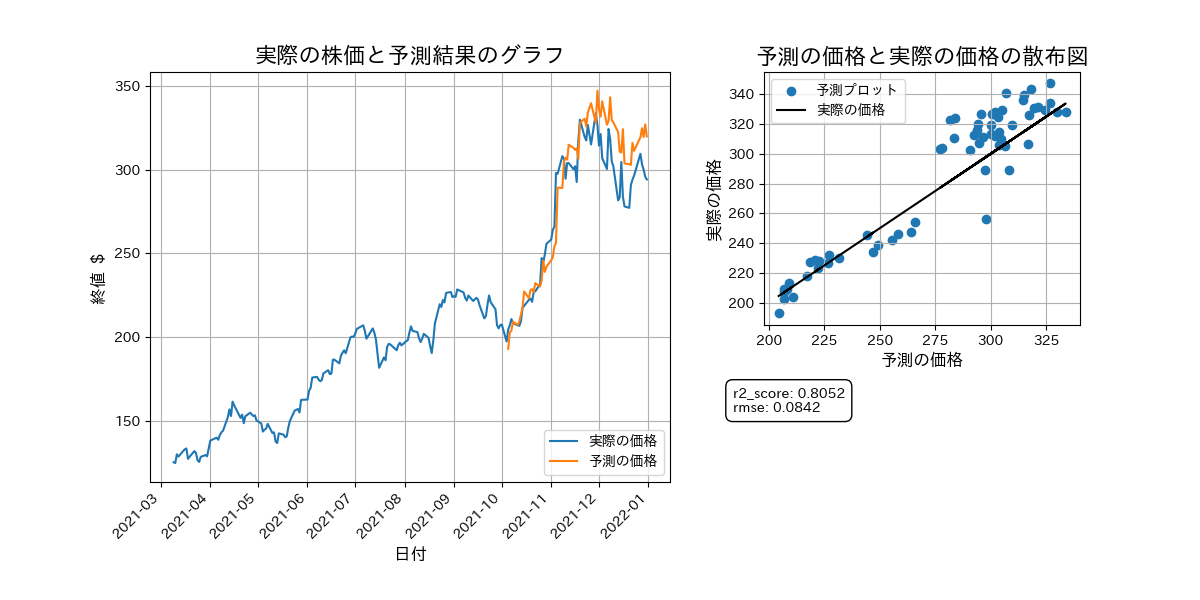 実際の株価と予測結果のグラフ
350
300
250
200
150
終値 $
2021-03
2021-04
2021-05
2021-06
2021-07
2021-08
2021-09
2021-10
2021-11
2021-12
2022-01
日付
実際の価格
予測の価格
予測の価格と実際の価格の散布図
340
320
300
280
260
240
220
200
実際の価格
予測プロット
実際の価格
200
225
250
275
300
325
予測の価格
r2_score: 0.8052
rmse: 0.0842